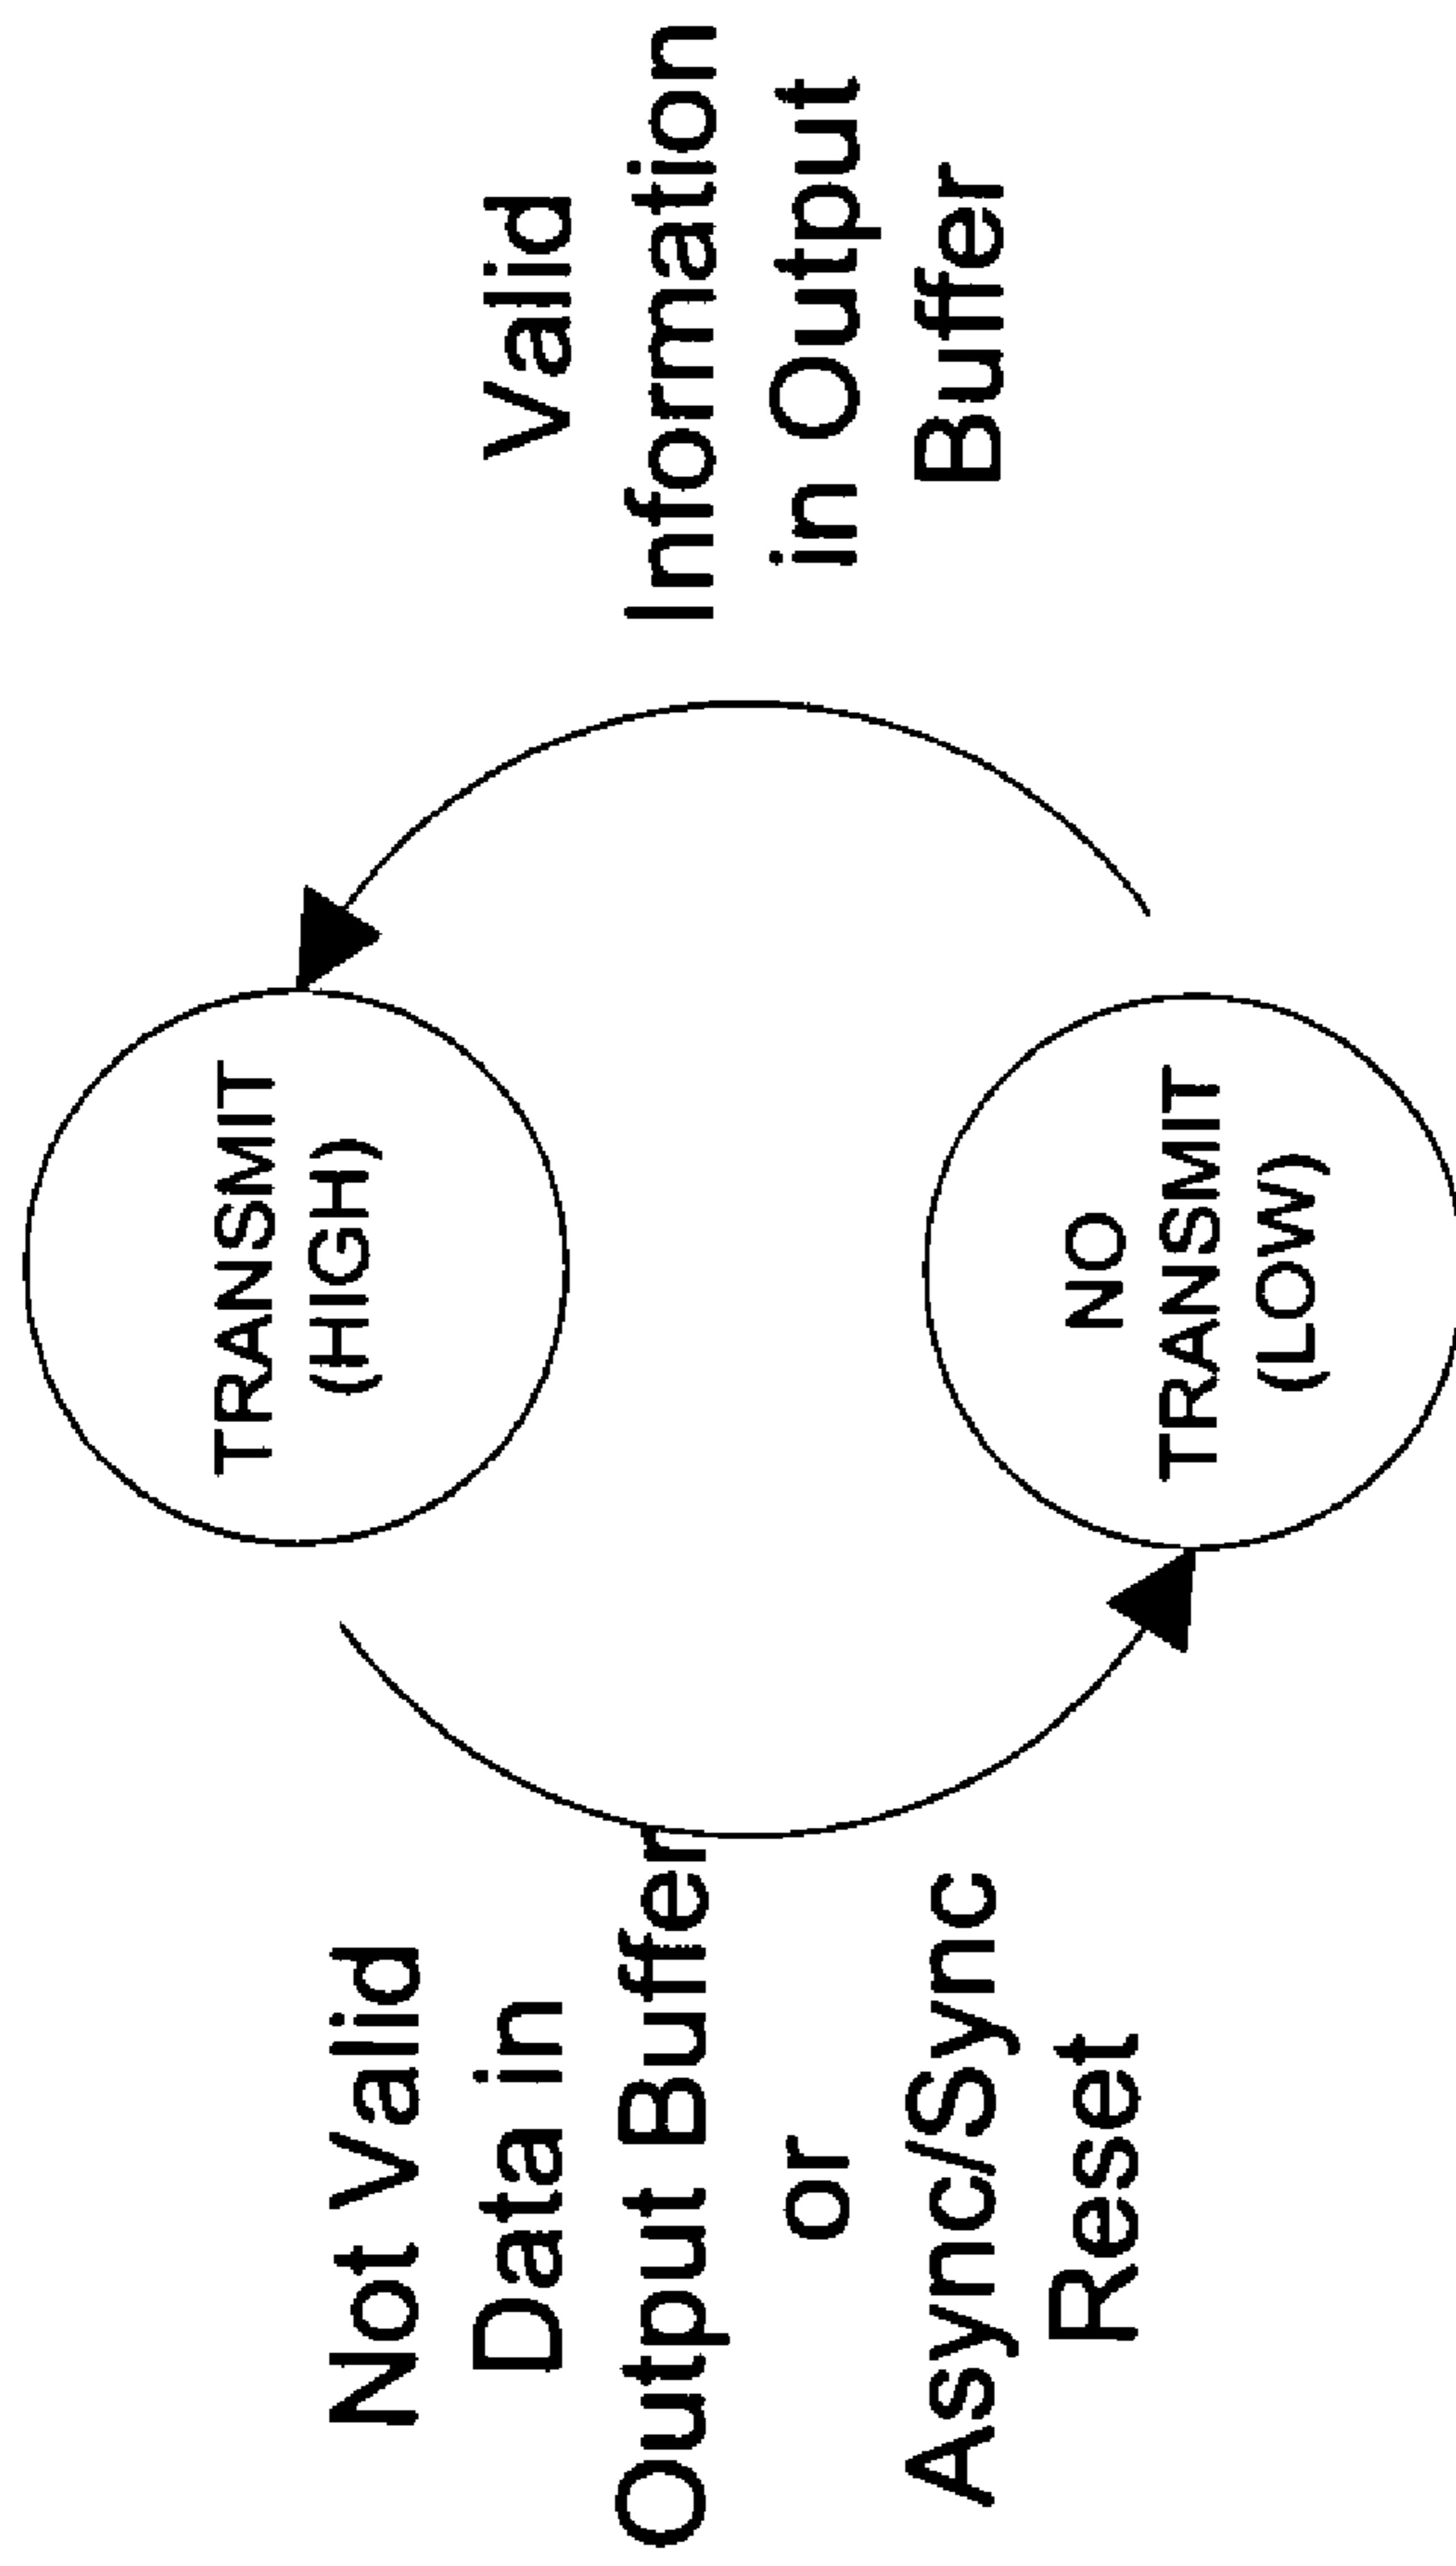 Not Valid
Data in
Output Buffer
or
Async/Sync
Reset
TRANSMIT
(HIGH)
NO
TRANSMIT
(LOW)
Valid
Information
in Output
Buffer